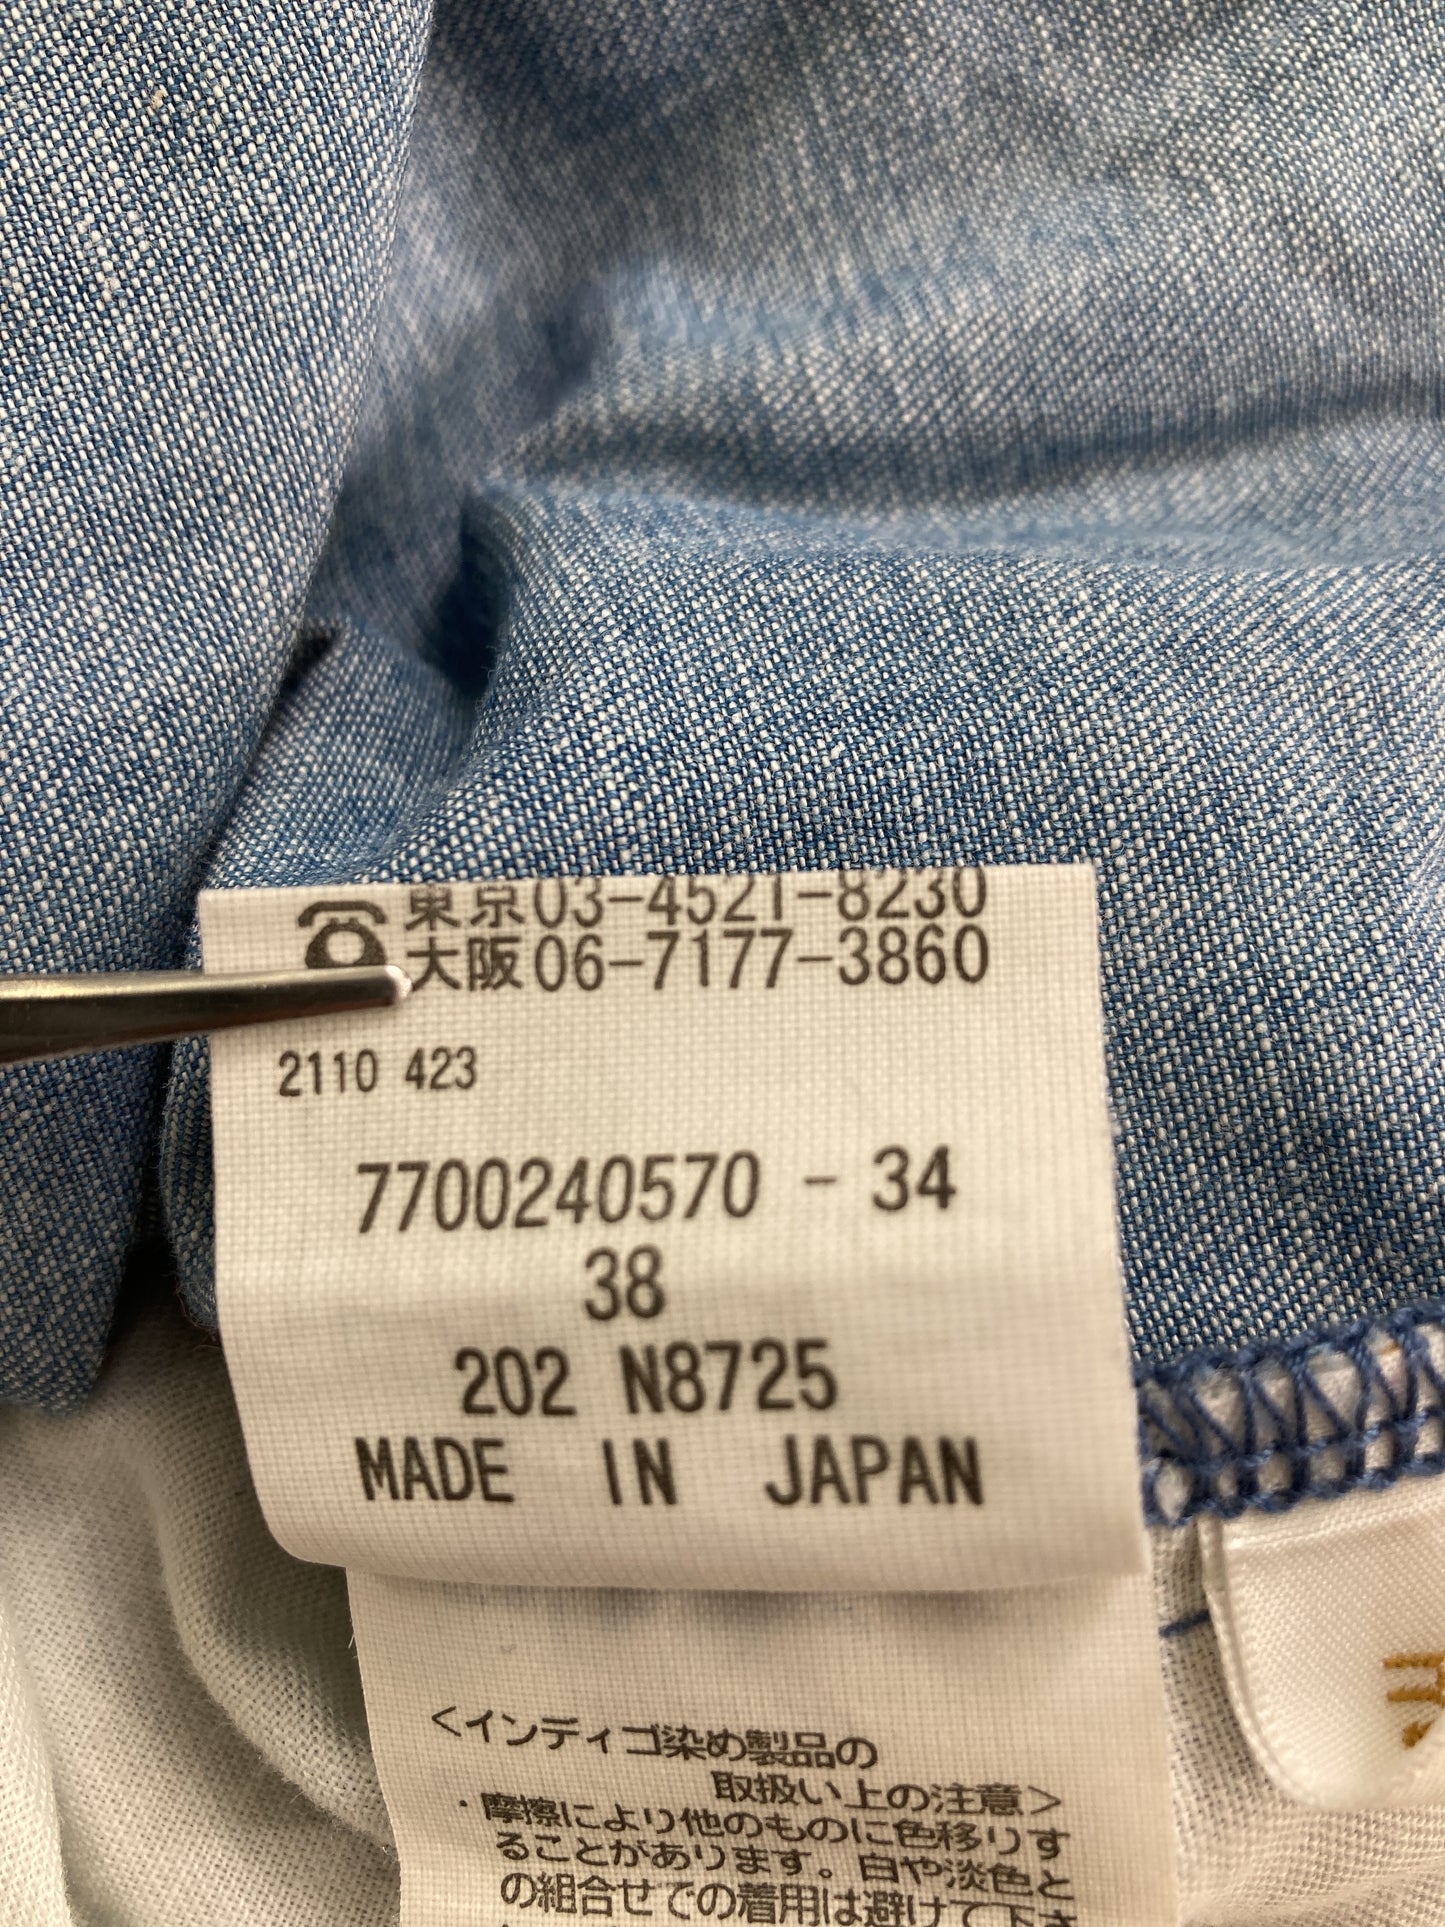 ☎東京03-4521-8230
大阪06-7177-3860
2110 423
7700240570 - 34
38
202 N8725
MADE IN JAPAN
<インディゴ染め製品の
取扱い上の注意>
・摩擦により他のものに色移りす
ることがあります。白や淡色と
の組合せでの着用は避けて下さ